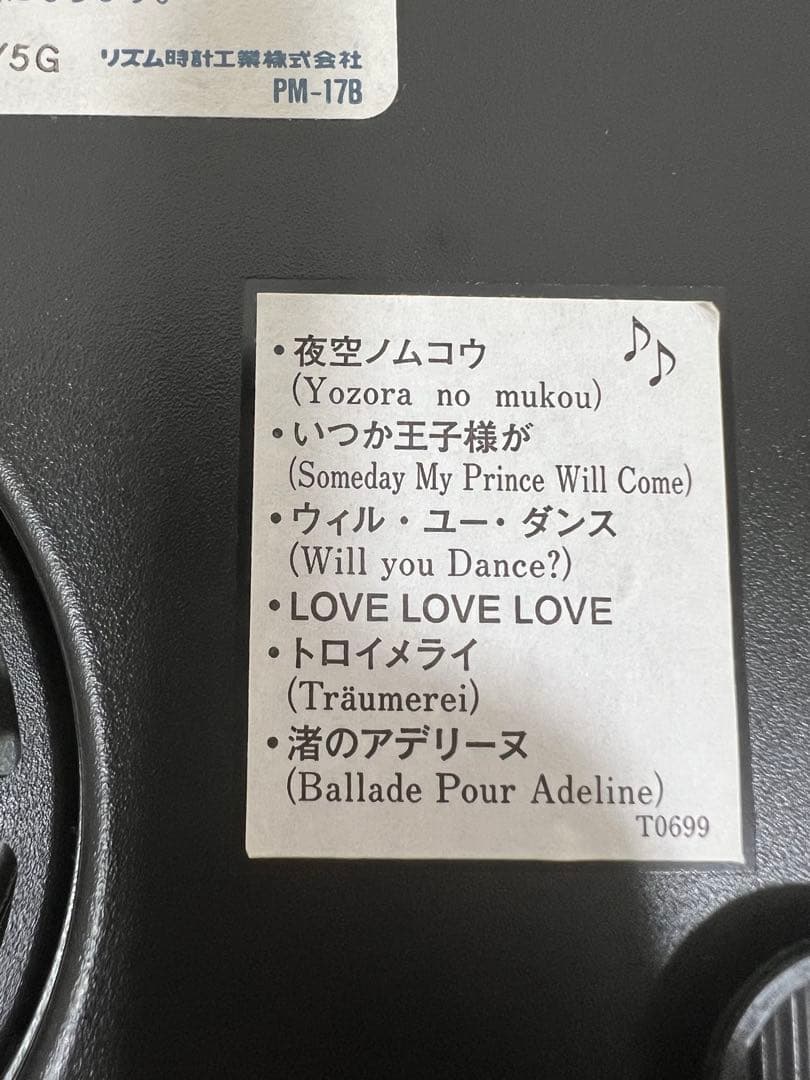 /5G リズム時計工業株式会社
PM-17B
・夜空ノムコウ
(Yozora no mukou)
・いつか王子様が
(Someday My Prince Will Come)
・ウィル・ユー・ダンス
(Will you Dance?)
・LOVE LOVE LOVE
・トロイメライ
(Träumerei)
・渚のアデリーヌ
(Ballade Pour Adeline)
T0699